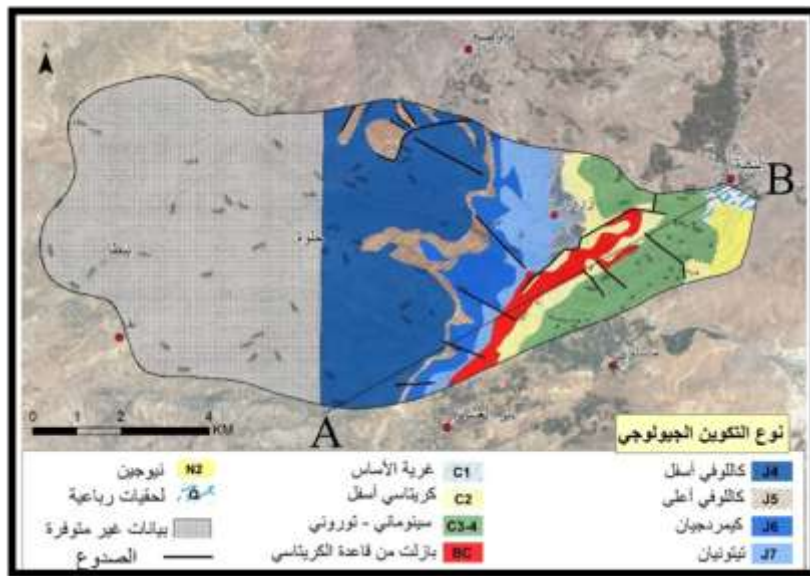 B
حلوه
A
0 2 4
KM
نوع التكوين الجيولوجي
J4 كاللوفي أسفل
J5 كاللوفي أعلى
J6 كيمردجيان
J7 تيتونيان
C1 غرية الأساس
C2 كريتاسي أسفل
C3-4 سينوماني - توروني
BC بازلت من قاعدة الكريتاسي
N2 نيوجين
Q لحقيات رباعية
بيانات غير متوفرة
الصدوع